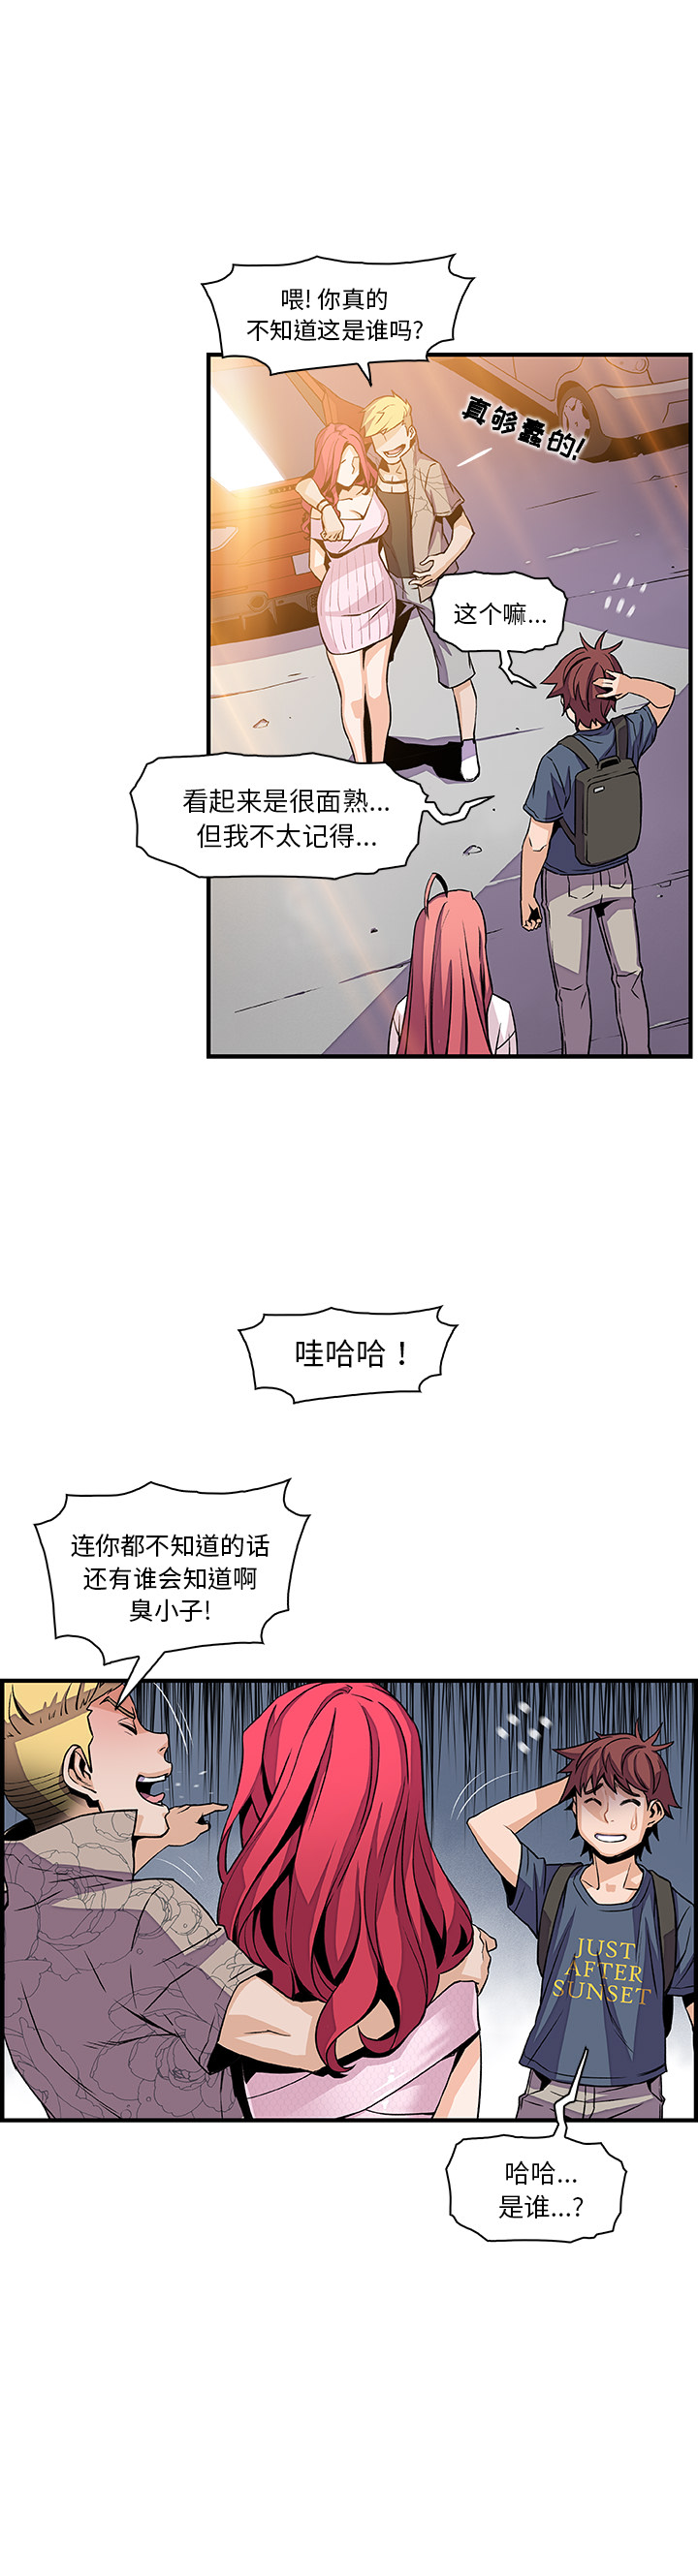 喂! 你真的
不知道这是谁吗?
真够蠢的!
这个嘛...
看起来是很面熟...
但我不太记得...
哇哈哈！
连你都不知道的话
还有谁会知道啊
臭小子!
JUST
AFTER
SUNSET
哈哈...
是谁...?